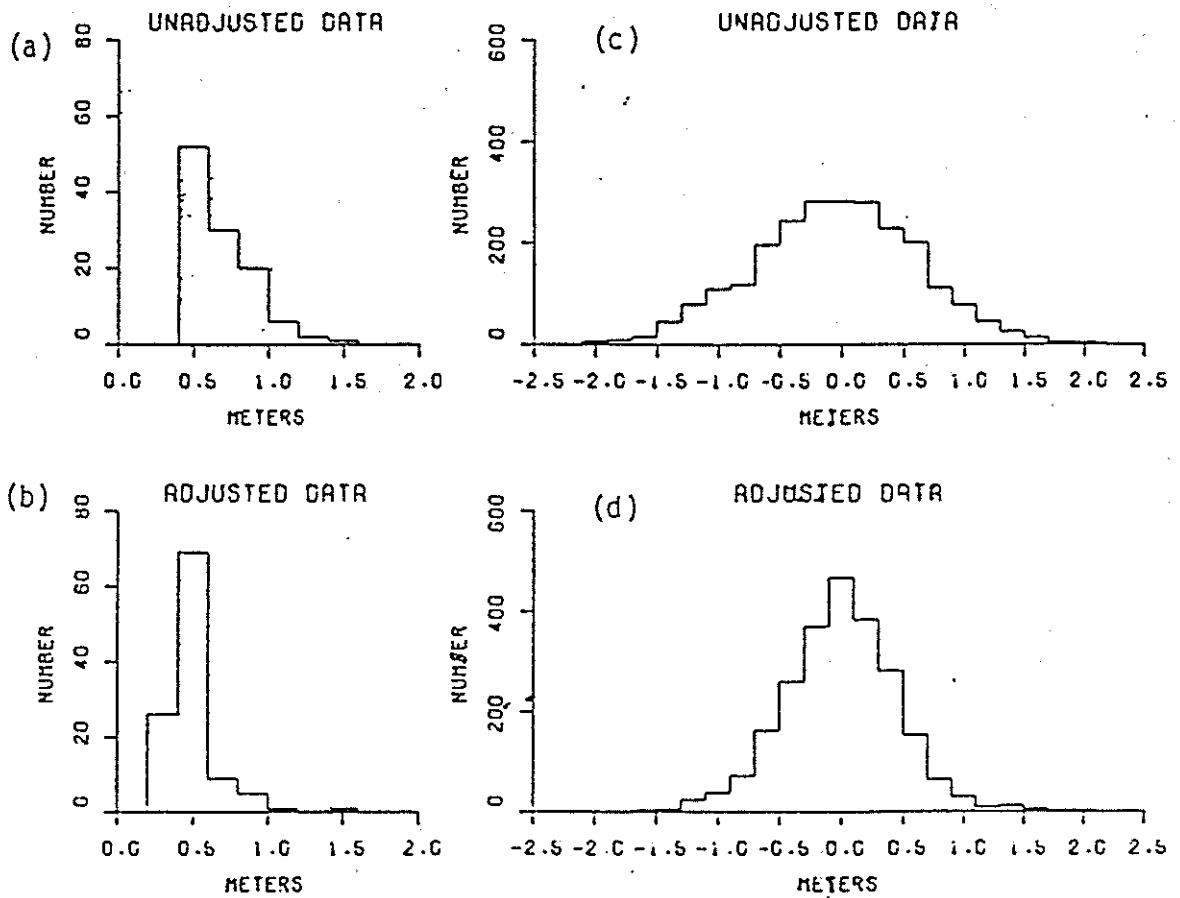 (a)
UNADJUSTED DATA
NUMBER
80
60
40
20
0
0.0 0.5 1.0 1.5 2.0
METERS
(c)
UNADJUSTED DATA
NUMBER
600
400
200
0
-2.5 -2.0 -1.5 -1.0 -0.5 0.0 0.5 1.0 1.5 2.0 2.5
METERS
(b)
ADJUSTED DATA
NUMBER
80
60
40
20
0
0.0 0.5 1.0 1.5 2.0
METERS
(d)
ADJUSTED DATA
NUMBER
600
400
200
0
-2.5 -2.0 -1.5 -1.0 -0.5 0.0 0.5 1.0 1.5 2.0 2.5
METERS